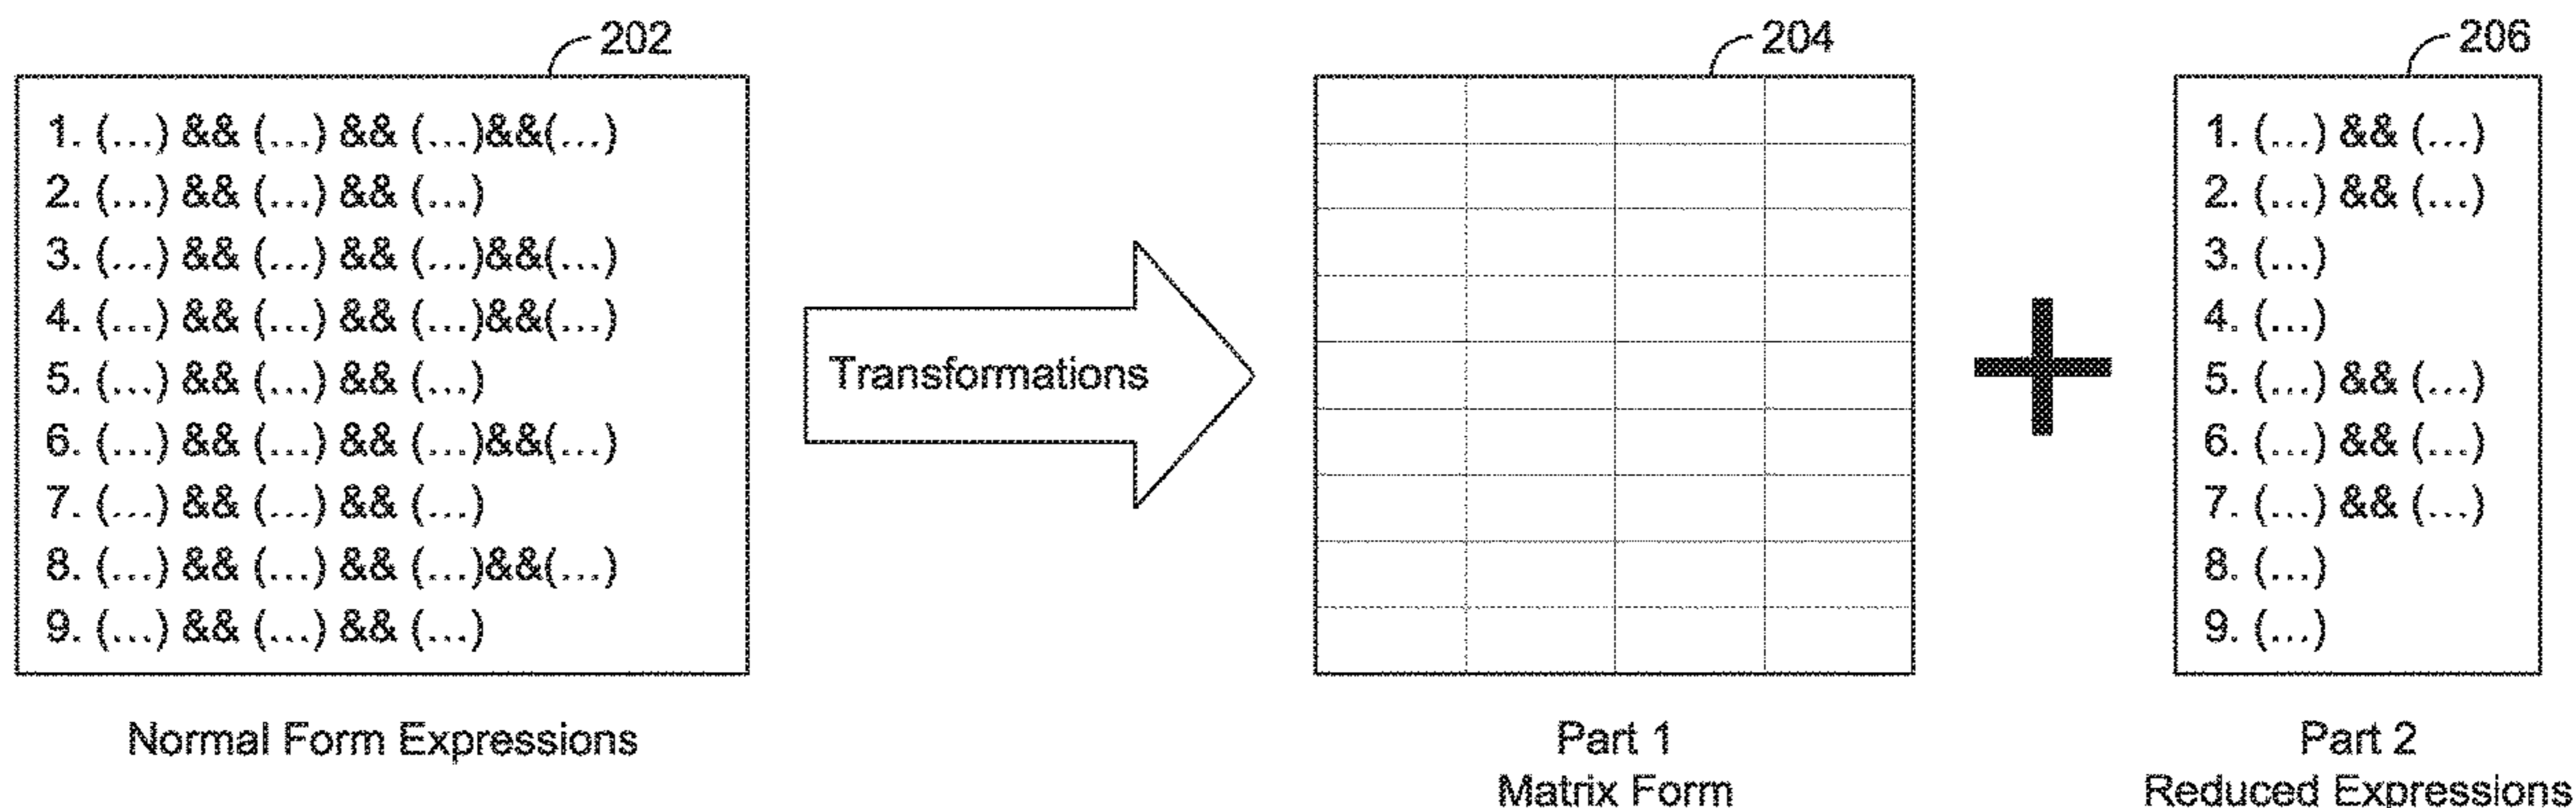 202
1. (...) && (...) && (...)&&(...)
2. (...) && (...) && (...)
3. (...) && (...) && (...)&&(...)
4. (...) && (...) && (...)&&(...)
5. (...) && (...) && (...)
6. (...) && (...) && (...)&&(...)
7. (...) && (...) && (...)
8. (...) && (...) && (...)&&(...)
9. (...) && (...) && (...)
Normal Form Expressions
Transformations
204
Part 1
Matrix Form
206
1. (...) && (...)
2. (...) && (...)
3. (...)
4. (...)
5. (...) && (...)
6. (...) && (...)
7. (...) && (...)
8. (...)
9. (...)
Part 2
Reduced Expressions